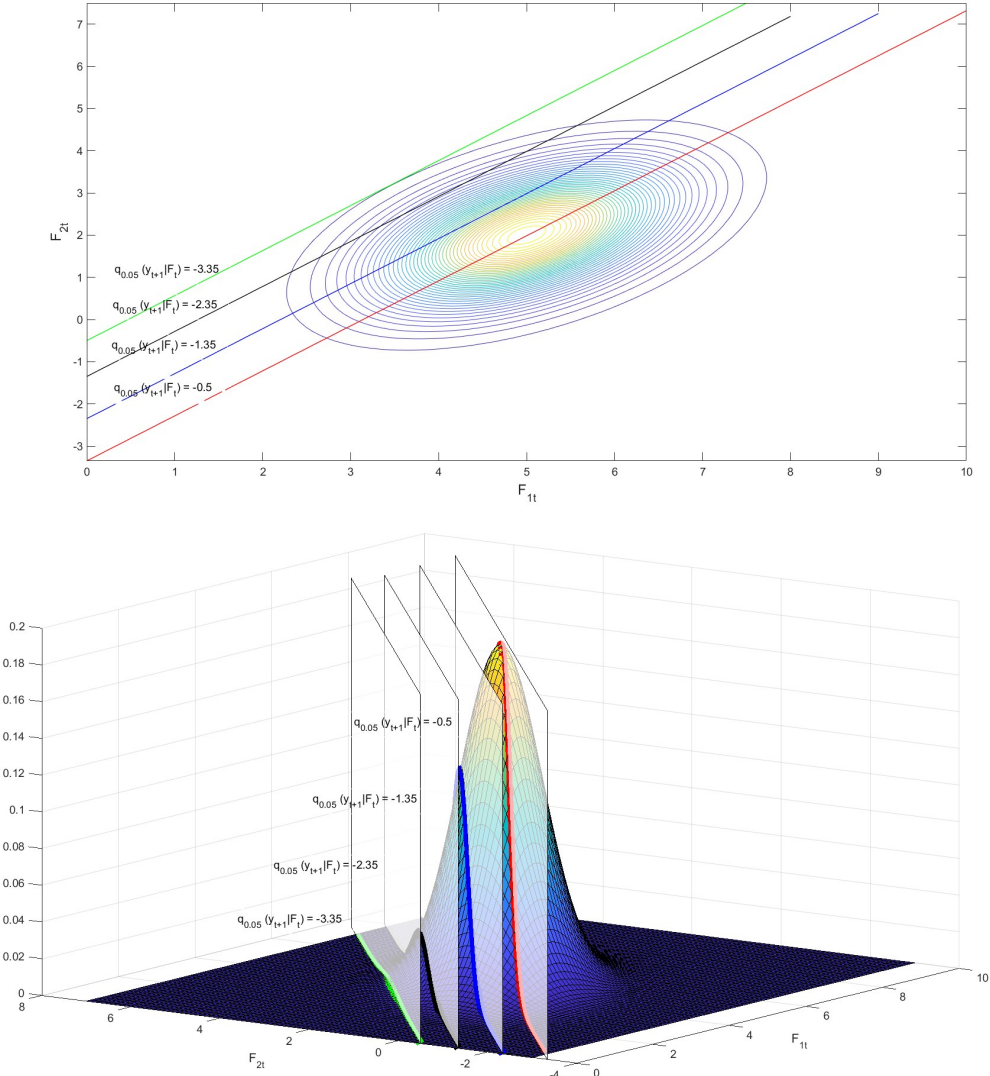 7
6
5
4
3
2
1
0
-1
-2
-3
F2t
q0.05 (yt+1|Ft) = -3.35
q0.05 (yt+1|Ft) = -2.35
q0.05 (yt+1|Ft) = -1.35
q0.05 (yt+1|Ft) = -0.5
0 1 2 3 4 5 6 7 8 9 10
F1t
0.2
0.18
0.16
0.14
0.12
0.1
0.08
0.06
0.04
0.02
0
q0.05 (yt+1|Ft) = -0.5
q0.05 (yt+1|Ft) = -1.35
q0.05 (yt+1|Ft) = -2.35
q0.05 (yt+1|Ft) = -3.35
8 6 4 2 0 -2 -4
F2t
0 2 4 6 8 10
F1t